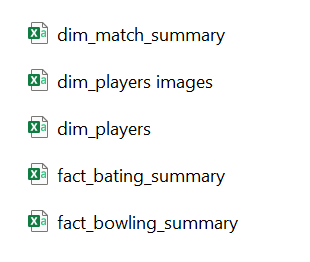 dim_match_summary
dim_players images
dim_players
fact_bating_summary
fact_bowling_summary